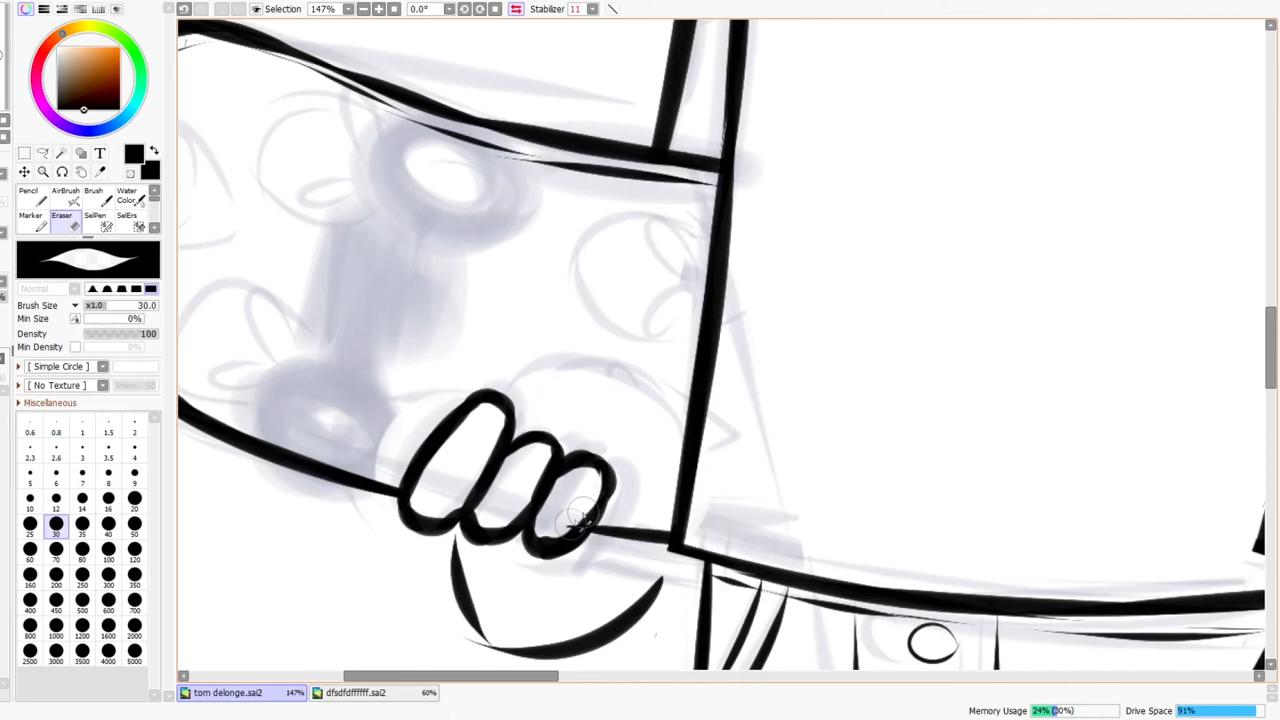 Selection 147% 0.0° Stabilizer 11
T
Pencil AirBrush Brush Water Color
Marker Eraser SelPen SelErs
Normal
Brush Size x1.0 30.0
Min Size 0%
Density 100
Min Density 0%
[ Simple Circle ]
[ No Texture ]
Miscellaneous
0.6 0.8 1 1.5 2
2.3 2.6 3 3.5 4
5 6 7 8 9
10 12 14 16 20
25 30 35 40 50
60 70 80 100 120
160 200 250 300 350
400 450 500 600 700
800 1000 1200 1600 2000
2500 3000 3500 4000 5000
tom delonge.sai2 147% dfsdfdffffff.sai2 60%
Memory Usage 24% (30%) Drive Space 91%